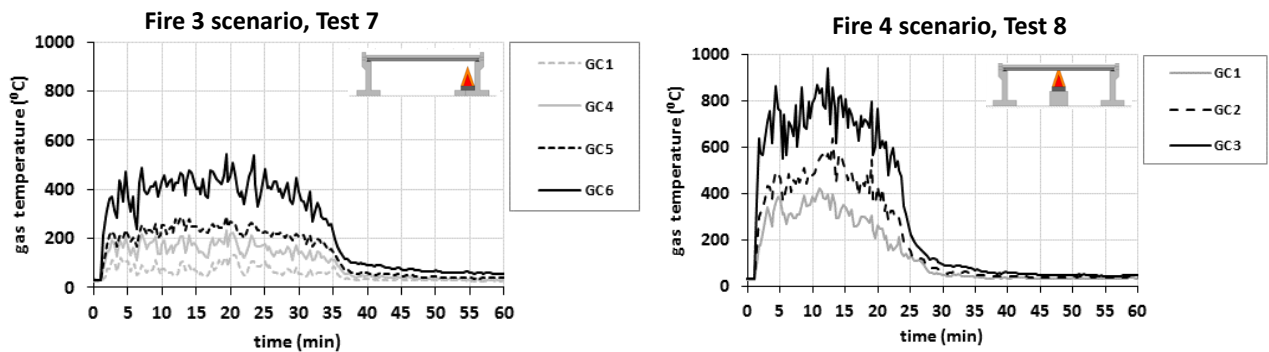 Fire 3 scenario, Test 7
1000
800
600
400
200
0
gas temperature (⁰C)
0 5 10 15 20 25 30 35 40 45 50 55 60
time (min)
GC1
GC4
GC5
GC6
Fire 4 scenario, Test 8
1000
800
600
400
200
0
gas temperature (⁰C)
0 5 10 15 20 25 30 35 40 45 50 55 60
time (min)
GC1
GC2
GC3